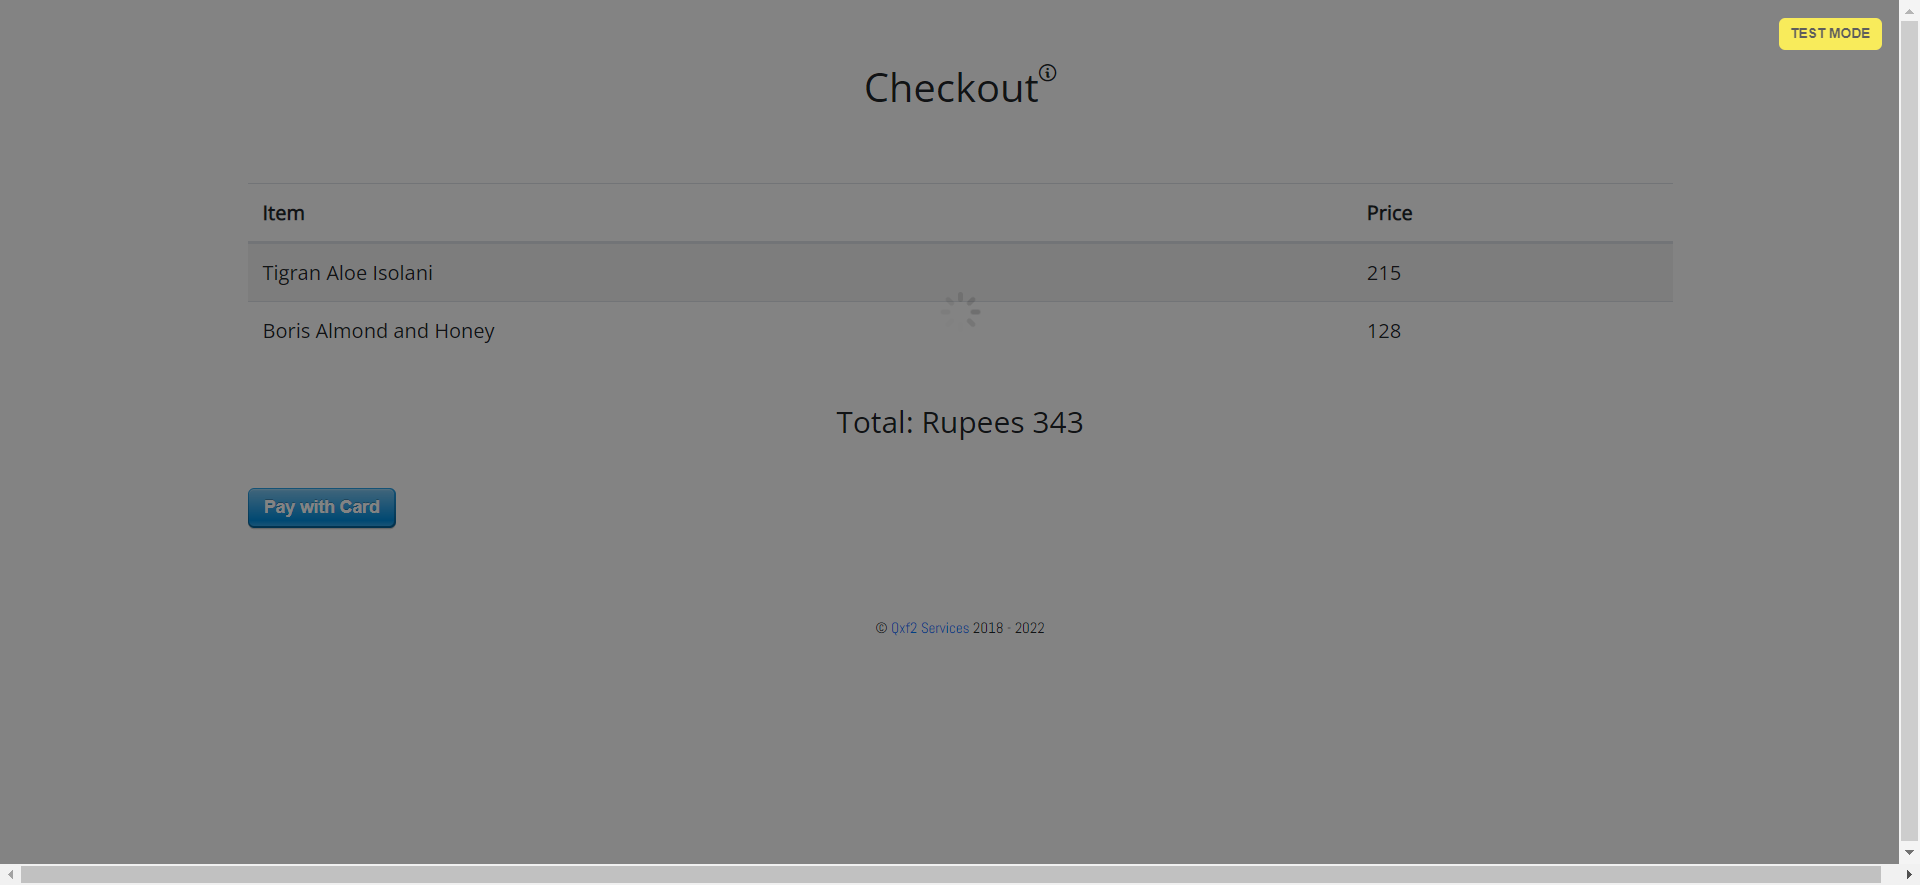 TEST MODE
Checkout
Item Price
Tigran Aloe Isolani 215
Boris Almond and Honey 128
Total: Rupees 343
Pay with Card
© Qxf2 Services 2018 - 2022